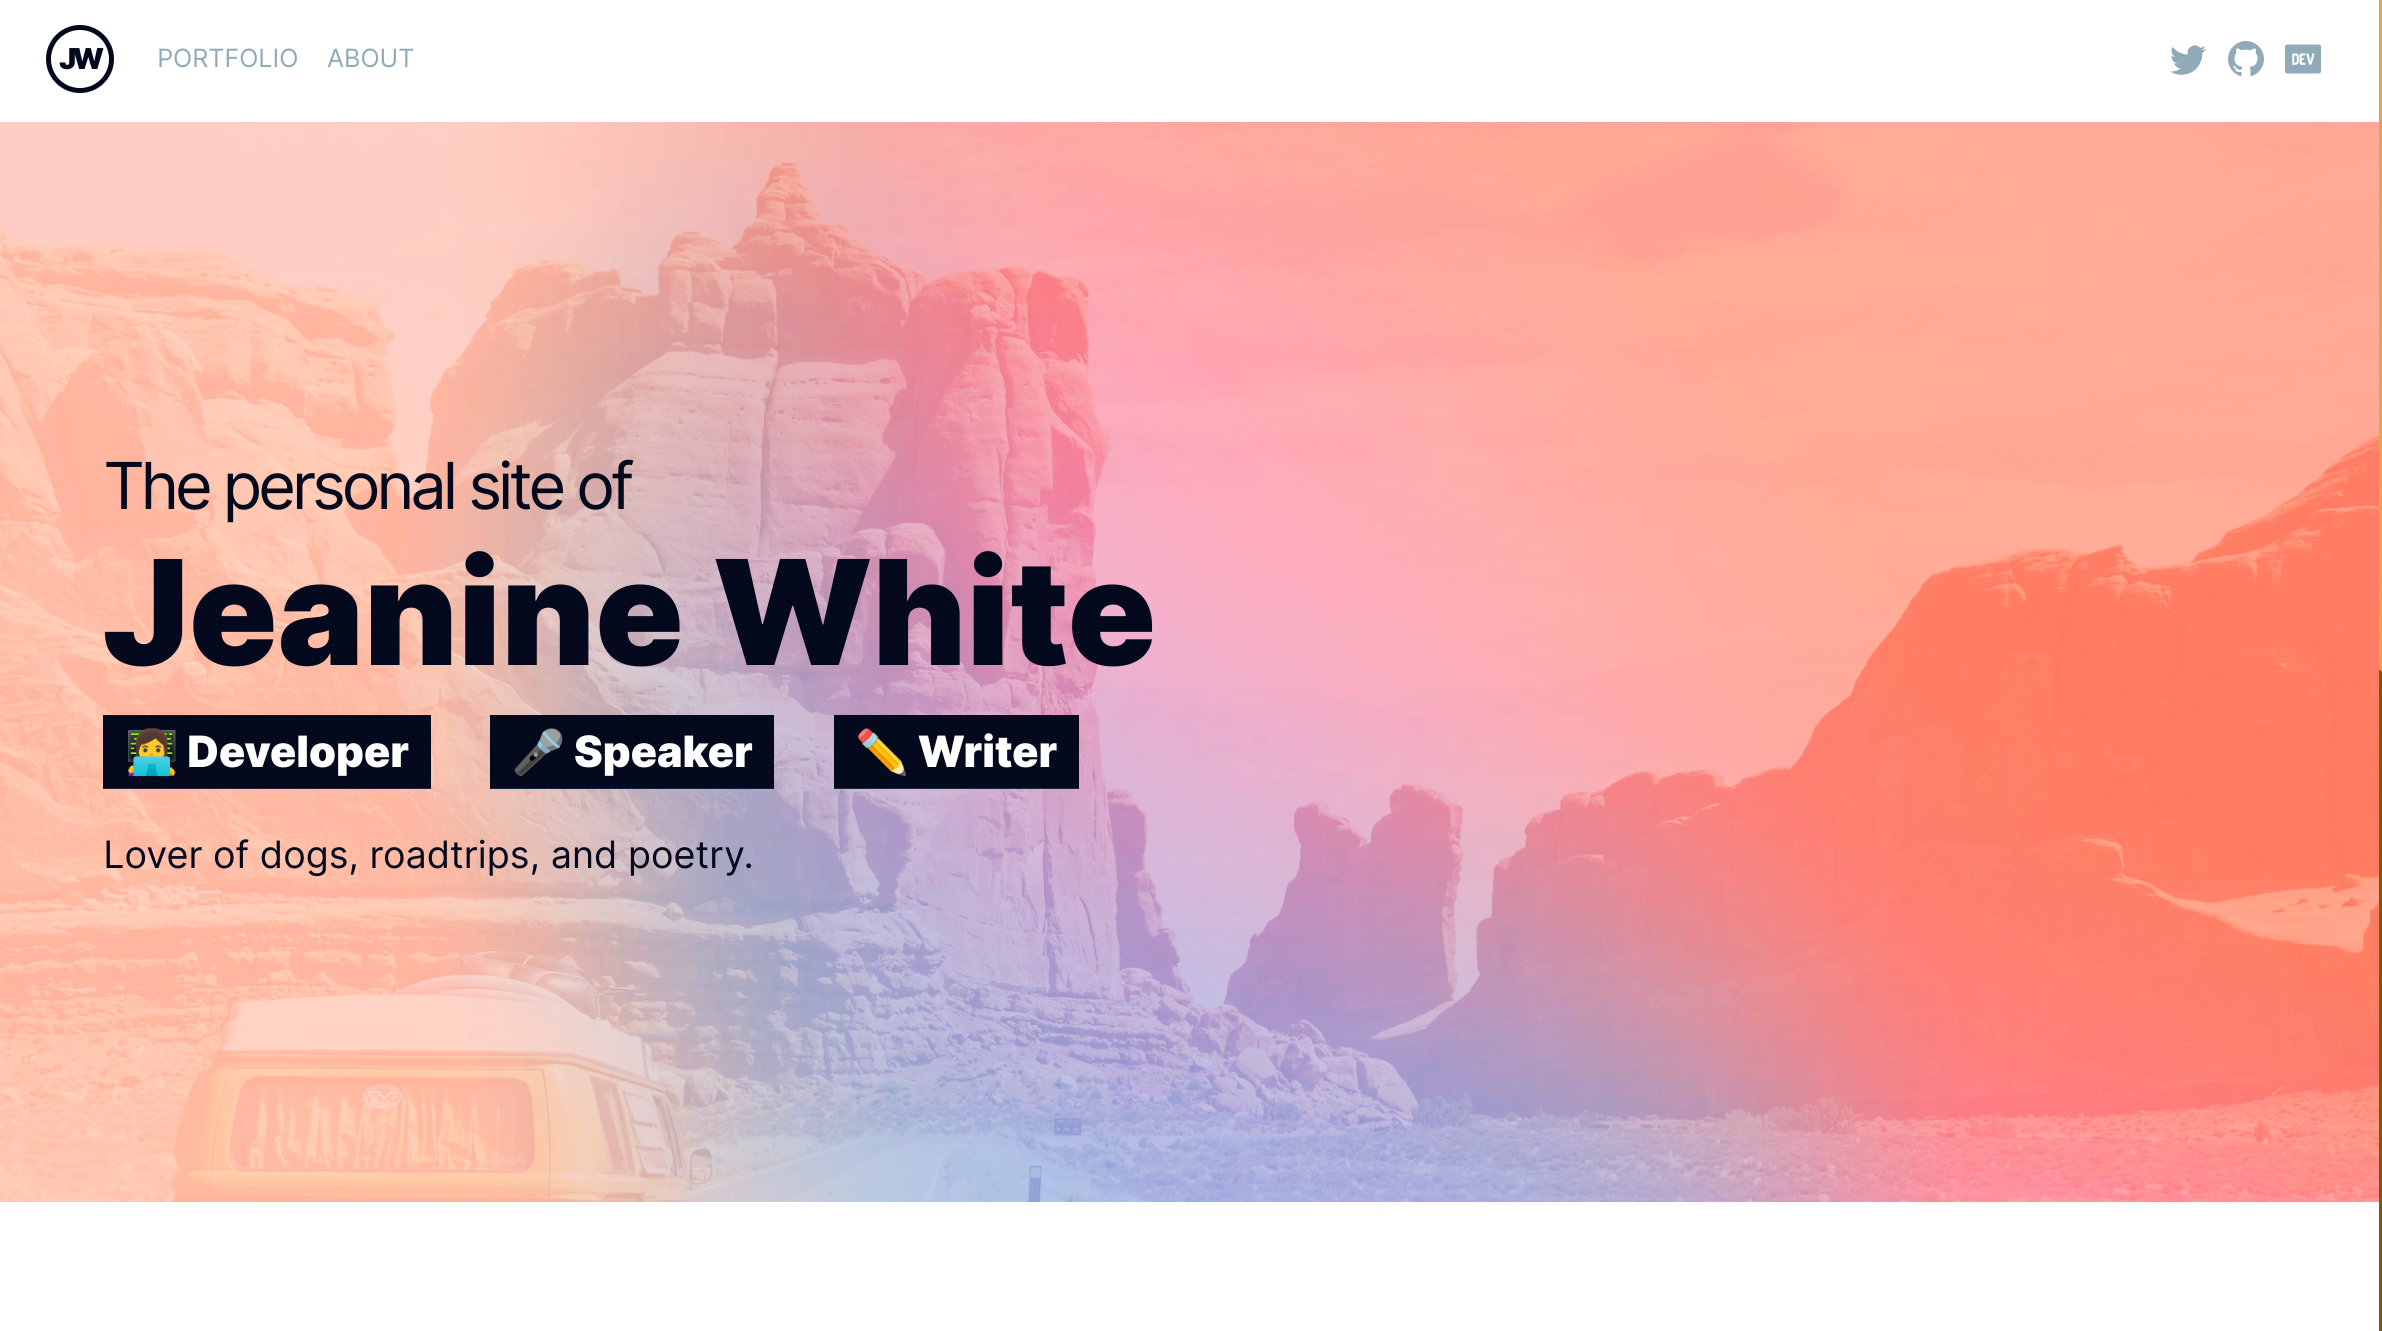 JW PORTFOLIO ABOUT DEV
The personal site of
Jeanine White
👩‍💻 Developer 🎤 Speaker ✏️ Writer
Lover of dogs, roadtrips, and poetry.